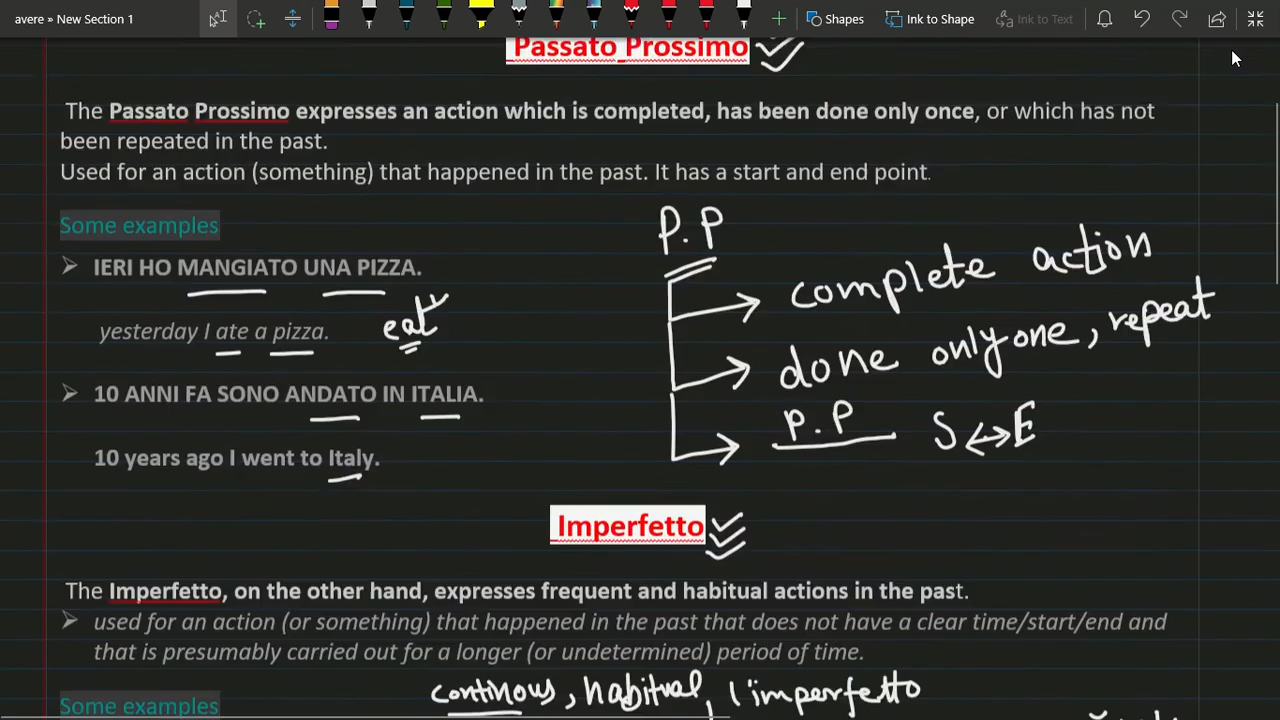 avere » New Section 1
Shapes
Ink to Shape
Ink to Text
Passato Prossimo
The Passato Prossimo expresses an action which is completed, has been done only once, or which has not
been repeated in the past.
Used for an action (something) that happened in the past. It has a start and end point.
Some examples
P.P
complete action
IERI HO MANGIATO UNA PIZZA.
yesterday I ate a pizza.
eat
done only one, repeat
10 ANNI FA SONO ANDATO IN ITALIA.
P.P S↔E
10 years ago I went to Italy.
Imperfetto
The Imperfetto, on the other hand, expresses frequent and habitual actions in the past.
used for an action (or something) that happened in the past that does not have a clear time/start/end and
that is presumably carried out for a longer (or undetermined) period of time.
continous, habitual, l'imperfetto
Some examples